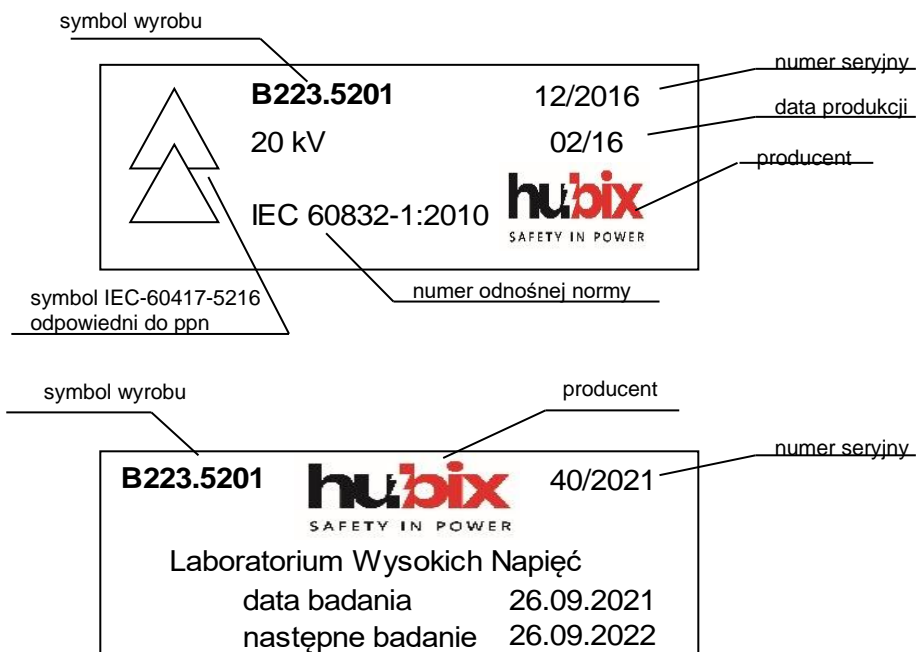 symbol wyrobu
numer seryjny
B223.5201 12/2016
data produkcji
20 kV 02/16
producent
hubix
IEC 60832-1:2010
SAFETY IN POWER
symbol IEC-60417-5216
odpowiedni do ppn
numer odnośnej normy
symbol wyrobu
producent
numer seryjny
B223.5201 hubix 40/2021
SAFETY IN POWER
Laboratorium Wysokich Napięć
data badania 26.09.2021
następne badanie 26.09.2022